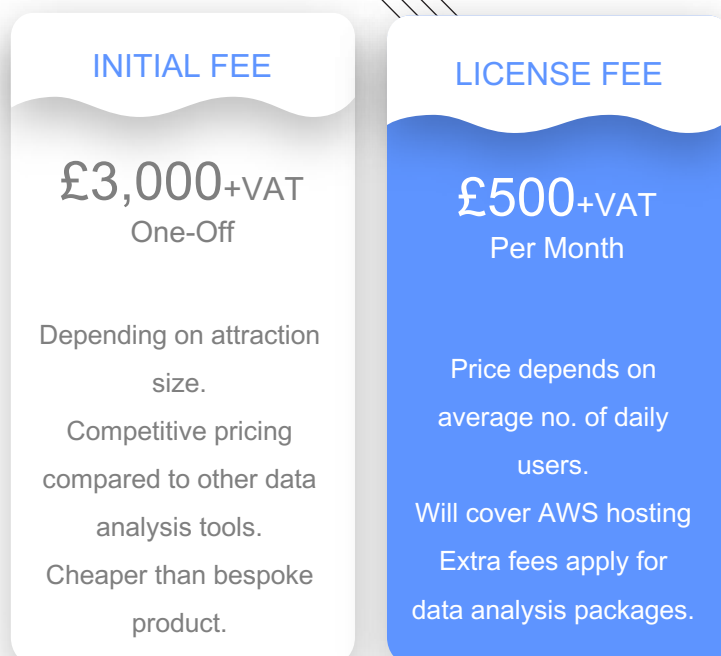 INITIAL FEE
£3,000+VAT
One-Off
Depending on attraction
size.
Competitive pricing
compared to other data
analysis tools.
Cheaper than bespoke
product.
LICENSE FEE
£500+VAT
Per Month
Price depends on
average no. of daily
users.
Will cover AWS hosting
Extra fees apply for
data analysis packages.